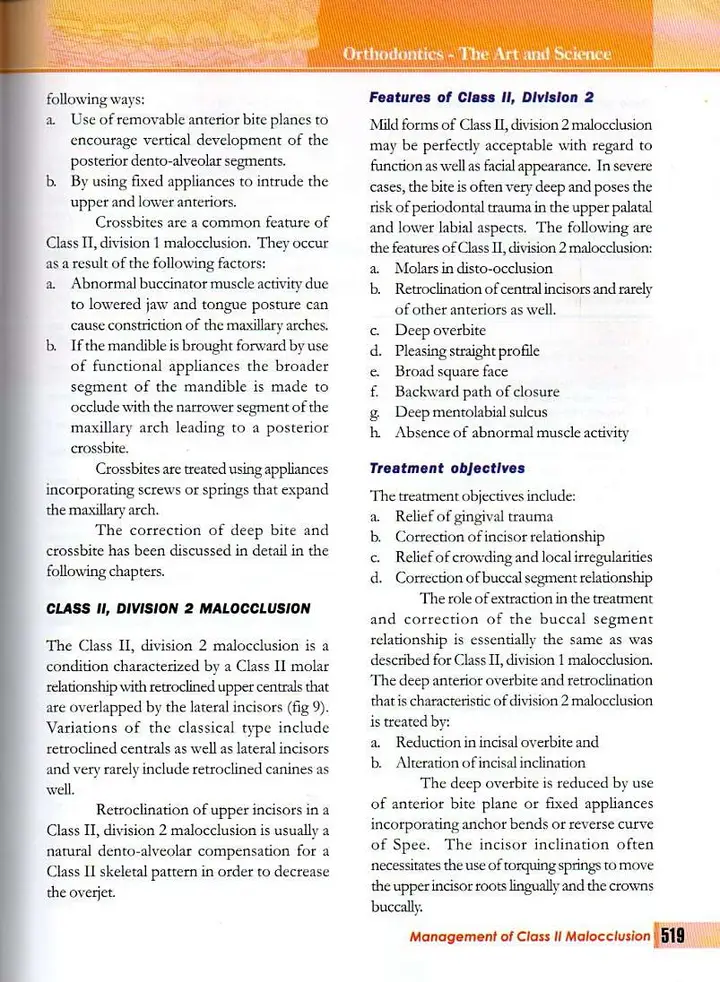 Orthodontics - The Art and Science
following ways:
a. Use of removable anterior bite planes to
encourage vertical development of the
posterior dento-alveolar segments.
b. By using fixed appliances to intrude the
upper and lower anteriors.
Crossbites are a common feature of
Class II, division 1 malocclusion. They occur
as a result of the following factors:
a. Abnormal buccinator muscle activity due
to lowered jaw and tongue posture can
cause constriction of the maxillary arches.
b. If the mandible is brought forward by use
of functional appliances the broader
segment of the mandible is made to
occlude with the narrower segment of the
maxillary arch leading to a posterior
crossbite.
Crossbites are treated using appliances
incorporating screws or springs that expand
the maxillary arch.
The correction of deep bite and
crossbite has been discussed in detail in the
following chapters.
CLASS II, DIVISION 2 MALOCCLUSION
The Class II, division 2 malocclusion is a
condition characterized by a Class II molar
relationship with retroclined upper centrals that
are overlapped by the lateral incisors (fig 9).
Variations of the classical type include
retroclined centrals as well as lateral incisors
and very rarely include retroclined canines as
well.
Retroclination of upper incisors in a
Class II, division 2 malocclusion is usually a
natural dento-alveolar compensation for a
Class II skeletal pattern in order to decrease
the overjet.
Features of Class II, Division 2
Mild forms of Class II, division 2 malocclusion
may be perfectly acceptable with regard to
function as well as facial appearance. In severe
cases, the bite is often very deep and poses the
risk of periodontal trauma in the upper palatal
and lower labial aspects. The following are
the features of Class II, division 2 malocclusion:
a. Molars in disto-occlusion
b. Retroclination of central incisors and rarely
of other anteriors as well.
c. Deep overbite
d. Pleasing straight profile
e. Broad square face
f. Backward path of closure
g. Deep mentolabial sulcus
h. Absence of abnormal muscle activity
Treatment objectives
The treatment objectives include:
a. Relief of gingival trauma
b. Correction of incisor relationship
c. Relief of crowding and local irregularities
d. Correction of buccal segment relationship
The role of extraction in the treatment
and correction of the buccal segment
relationship is essentially the same as was
described for Class II, division 1 malocclusion.
The deep anterior overbite and retroclination
that is characteristic of division 2 malocclusion
is treated by:
a. Reduction in incisal overbite and
b. Alteration of incisal inclination
The deep overbite is reduced by use
of anterior bite plane or fixed appliances
incorporating anchor bends or reverse curve
of Spee. The incisor inclination often
necessitates the use of torquing springs to move
the upper incisor roots lingually and the crowns
buccally.
Management of Class II Malocclusion 519